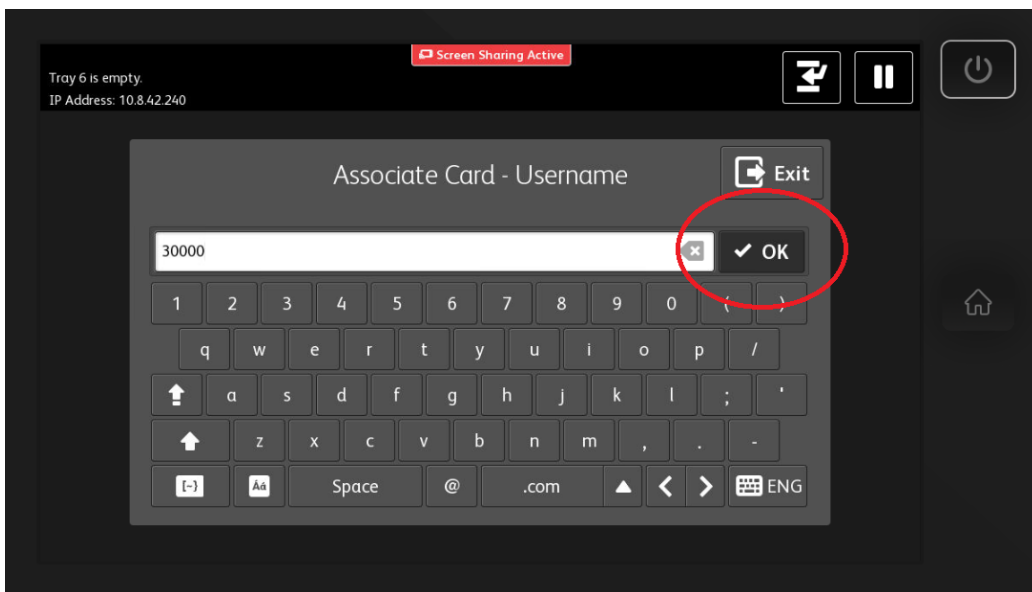 Screen Sharing Active
Tray 6 is empty.
IP Address: 10.8.42.240
Associate Card - Username
Exit
30000
OK
1 2 3 4 5 6 7 8 9 0 ( )
q w e r t y u i o p /
a s d f g h j k l ; '
z x c v b n m , . -
[~} Áá Space @ .com ENG